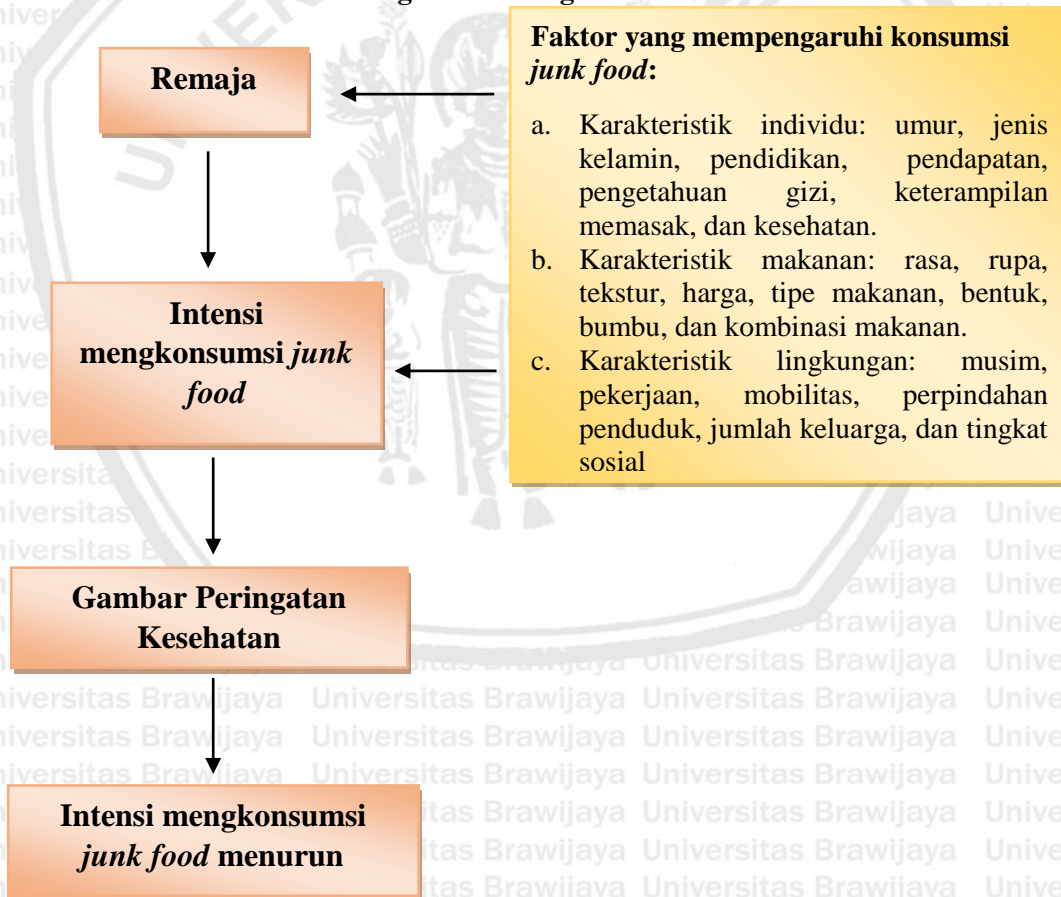 Remaja
Faktor yang mempengaruhi konsumsi
junk food:
a. Karakteristik individu: umur, jenis
kelamin, pendidikan, pendapatan,
pengetahuan gizi, keterampilan
memasak, dan kesehatan.
b. Karakteristik makanan: rasa, rupa,
tekstur, harga, tipe makanan, bentuk,
bumbu, dan kombinasi makanan.
c. Karakteristik lingkungan: musim,
pekerjaan, mobilitas, perpindahan
penduduk, jumlah keluarga, dan tingkat
sosial
Intensi
mengkonsumsi junk
food
Gambar Peringatan
Kesehatan
Universitas Brawijaya
Intensi mengkonsumsi
junk food menurun